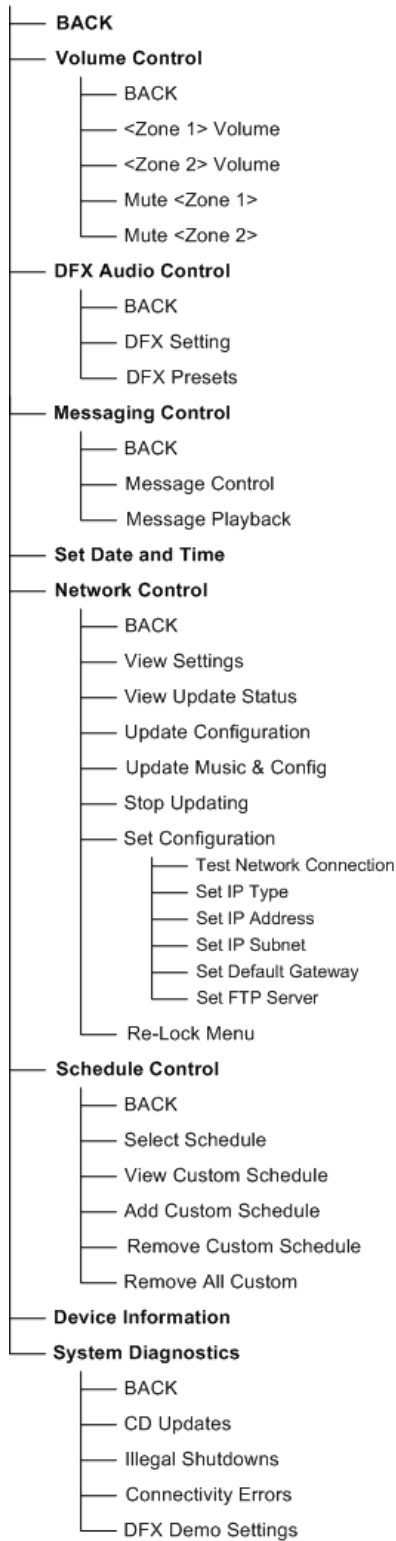 BACK
Volume Control
BACK
<Zone 1> Volume
<Zone 2> Volume
Mute <Zone 1>
Mute <Zone 2>
DFX Audio Control
BACK
DFX Setting
DFX Presets
Messaging Control
BACK
Message Control
Message Playback
Set Date and Time
Network Control
BACK
View Settings
View Update Status
Update Configuration
Update Music & Config
Stop Updating
Set Configuration
Test Network Connection
Set IP Type
Set IP Address
Set IP Subnet
Set Default Gateway
Set FTP Server
Re-Lock Menu
Schedule Control
BACK
Select Schedule
View Custom Schedule
Add Custom Schedule
Remove Custom Schedule
Remove All Custom
Device Information
System Diagnostics
BACK
CD Updates
Illegal Shutdowns
Connectivity Errors
DFX Demo Settings